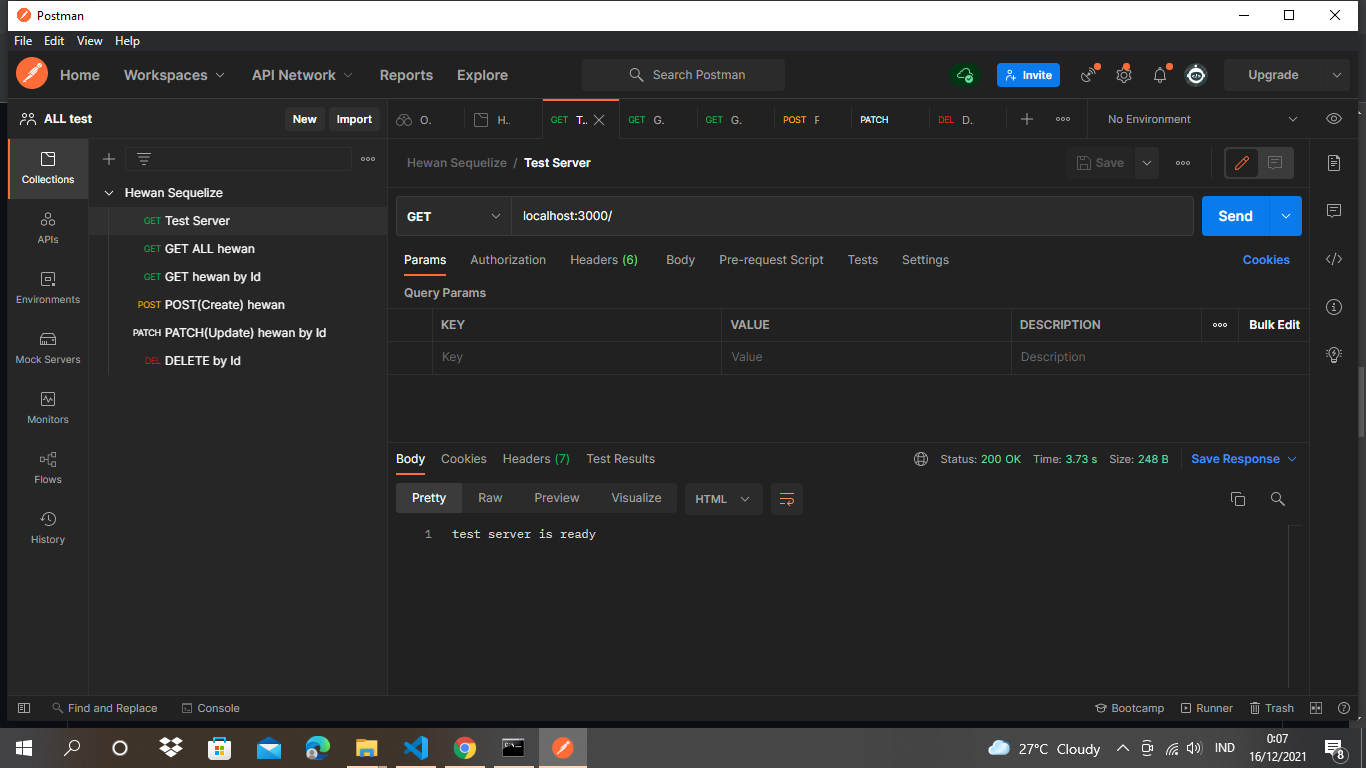 Postman
File Edit View Help
Home Workspaces API Network Reports Explore Search Postman Invite Upgrade
ALL test New Import
O.. H.. GET T.. GET G.. GET G.. POST F PATCH DEL D.. No Environment
Hewan Sequelize / Test Server Save
Collections
APIs
Environments
Mock Servers
Monitors
Flows
History
Hewan Sequelize
GET Test Server
GET GET ALL hewan
GET GET hewan by Id
POST POST(Create) hewan
PATCH PATCH(Update) hewan by Id
DEL DELETE by Id
GET localhost:3000/ Send
Params Authorization Headers (6) Body Pre-request Script Tests Settings Cookies
Query Params
KEY VALUE DESCRIPTION Bulk Edit
Key Value Description
Body Cookies Headers (7) Test Results Status: 200 OK Time: 3.73 s Size: 248 B Save Response
Pretty Raw Preview Visualize HTML
1 test server is ready
Find and Replace Console Bootcamp Runner Trash
27°C Cloudy IND 0:07
16/12/2021 8